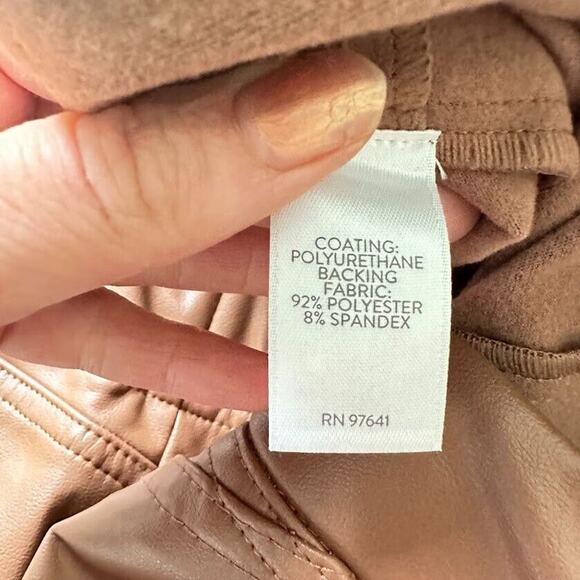 COATING:
POLYURETHANE
BACKING
FABRIC:
92% POLYESTER
8% SPANDEX
RN 97641